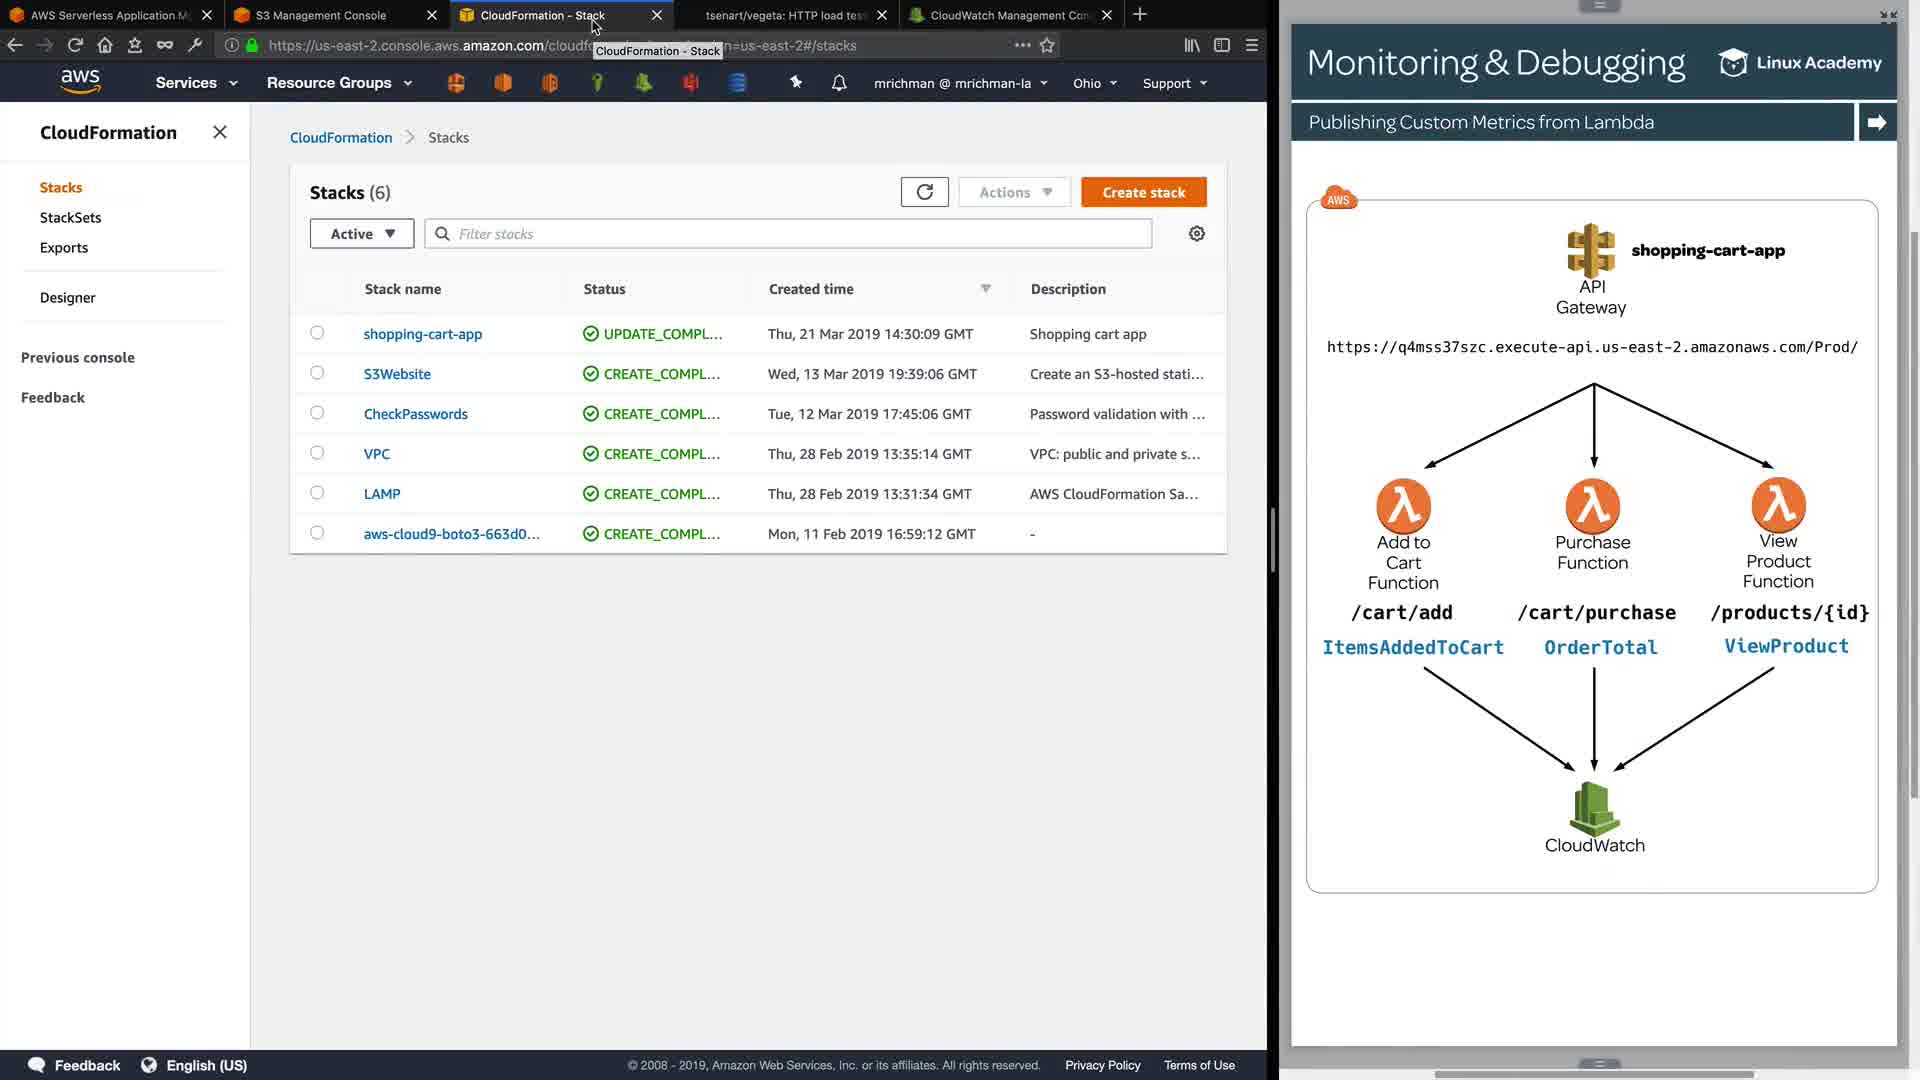 AWS Serverless Application M
S3 Management Console
CloudFormation - Stack
tsenart/vegeta: HTTP load tes
CloudWatch Management Con
https://us-east-2.console.aws.amazon.com/cloudf
n=us-east-2#/stacks
CloudFormation - Stack
aws
Services
Resource Groups
mrichman @ mrichman-la
Ohio
Support
CloudFormation
Stacks
StackSets
Exports
Designer
Previous console
Feedback
CloudFormation
Stacks
Stacks (6)
Actions
Create stack
Active
Filter stacks
Stack name Status Created time Description
shopping-cart-app UPDATE_COMPL... Thu, 21 Mar 2019 14:30:09 GMT Shopping cart app
S3Website CREATE_COMPL... Wed, 13 Mar 2019 19:39:06 GMT Create an S3-hosted stati...
CheckPasswords CREATE_COMPL... Tue, 12 Mar 2019 17:45:06 GMT Password validation with ...
VPC CREATE_COMPL... Thu, 28 Feb 2019 13:35:14 GMT VPC: public and private s...
LAMP CREATE_COMPL... Thu, 28 Feb 2019 13:31:34 GMT AWS CloudFormation Sa...
aws-cloud9-boto3-663d0... CREATE_COMPL... Mon, 11 Feb 2019 16:59:12 GMT -
Feedback
English (US)
© 2008 - 2019, Amazon Web Services, Inc. or its affiliates. All rights reserved.
Privacy Policy
Terms of Use
Monitoring & Debugging
Linux Academy
Publishing Custom Metrics from Lambda
AWS
shopping-cart-app
API
Gateway
https://q4mss37szc.execute-api.us-east-2.amazonaws.com/Prod/
Add to
Cart
Function
Purchase
Function
View
Product
Function
/cart/add
/cart/purchase
/products/{id}
ItemsAddedToCart
OrderTotal
ViewProduct
CloudWatch